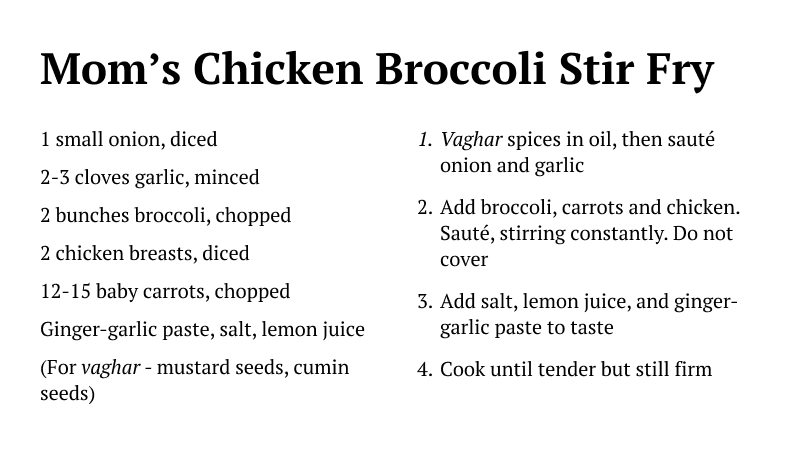 Mom’s Chicken Broccoli Stir Fry
1 small onion, diced
2-3 cloves garlic, minced
2 bunches broccoli, chopped
2 chicken breasts, diced
12-15 baby carrots, chopped
Ginger-garlic paste, salt, lemon juice
(For vaghar - mustard seeds, cumin
seeds)
1. Vaghar spices in oil, then sauté
onion and garlic
2. Add broccoli, carrots and chicken.
Sauté, stirring constantly. Do not
cover
3. Add salt, lemon juice, and ginger-
garlic paste to taste
4. Cook until tender but still firm